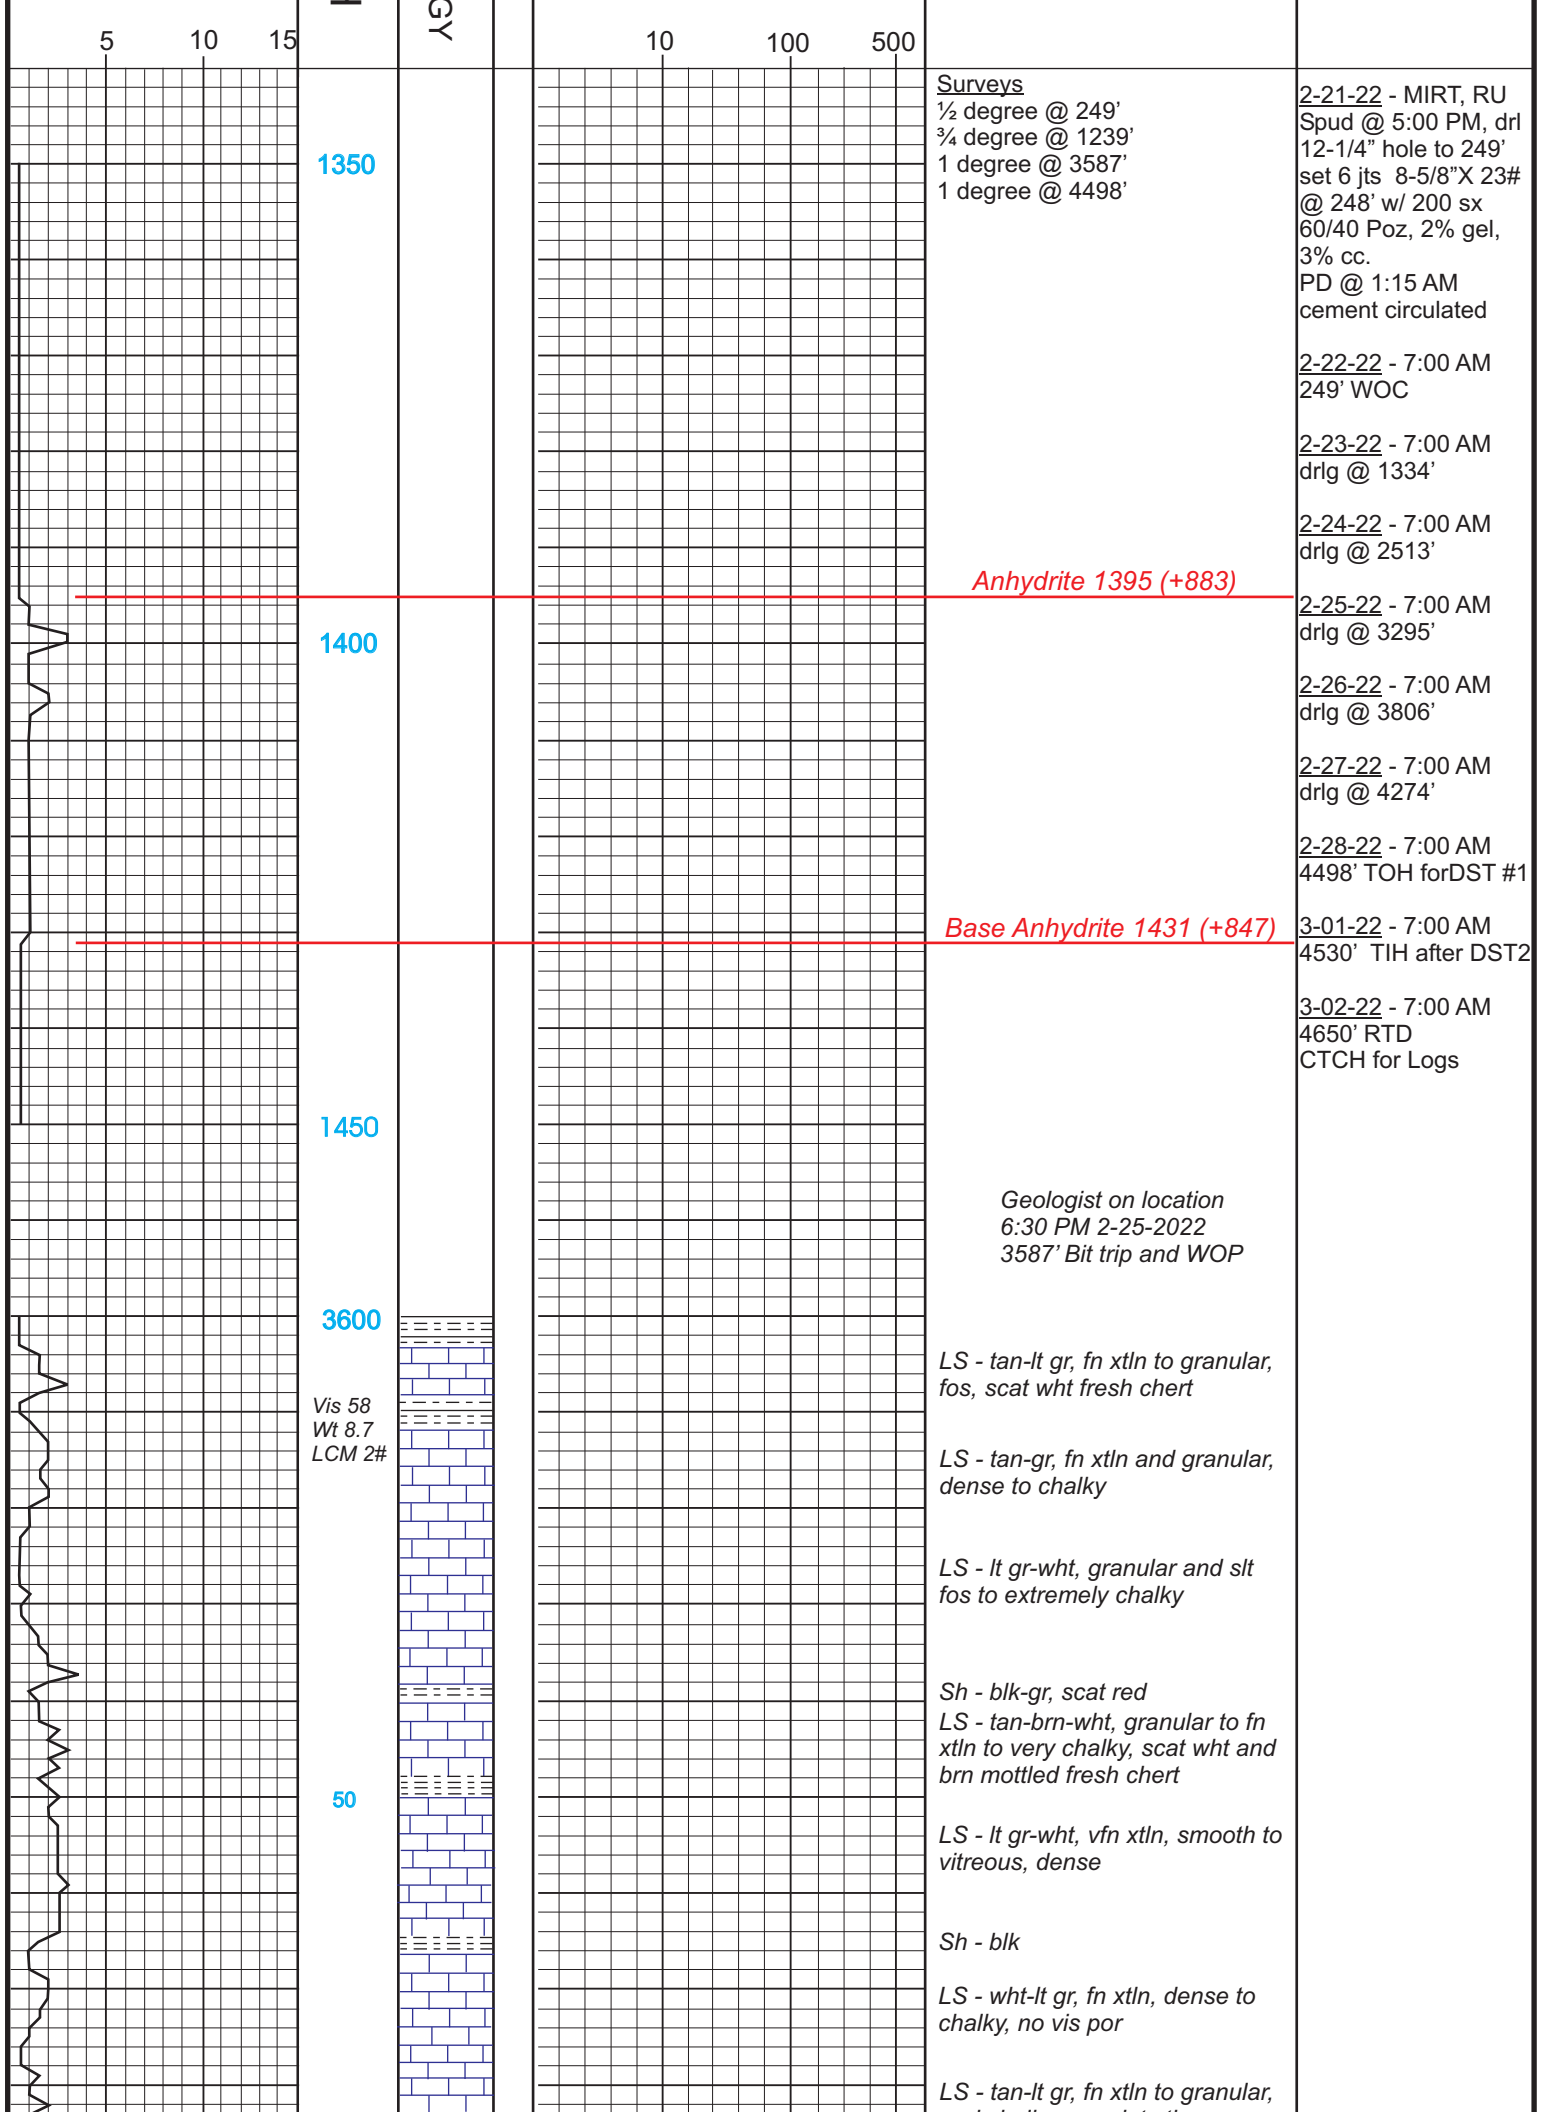 GY
5 10 15
10 100 500
Surveys
½ degree @ 249’
¾ degree @ 1239’
1 degree @ 3587’
1 degree @ 4498’
2-21-22 - MIRT, RU
Spud @ 5:00 PM, drl
12-1/4” hole to 249’
set 6 jts 8-5/8”X 23#
@ 248’ w/ 200 sx
60/40 Poz, 2% gel,
3% cc.
PD @ 1:15 AM
cement circulated
2-22-22 - 7:00 AM
249’ WOC
2-23-22 - 7:00 AM
drlg @ 1334’
2-24-22 - 7:00 AM
drlg @ 2513’
2-25-22 - 7:00 AM
drlg @ 3295’
2-26-22 - 7:00 AM
drlg @ 3806’
2-27-22 - 7:00 AM
drlg @ 4274’
2-28-22 - 7:00 AM
4498’ TOH forDST #1
3-01-22 - 7:00 AM
4530’ TIH after DST2
3-02-22 - 7:00 AM
4650’ RTD
CTCH for Logs
1350
Anhydrite 1395 (+883)
1400
Base Anhydrite 1431 (+847)
1450
Geologist on location
6:30 PM 2-25-2022
3587’ Bit trip and WOP
3600
LS - tan-lt gr, fn xtln to granular,
fos, scat wht fresh chert
Vis 58
Wt 8.7
LCM 2#
LS - tan-gr, fn xtln and granular,
dense to chalky
LS - lt gr-wht, granular and slt
fos to extremely chalky
Sh - blk-gr, scat red
LS - tan-brn-wht, granular to fn
xtln to very chalky, scat wht and
brn mottled fresh chert
50
LS - lt gr-wht, vfn xtln, smooth to
vitreous, dense
Sh - blk
LS - wht-lt gr, fn xtln, dense to
chalky, no vis por
LS - tan-lt gr, fn xtln to granular,